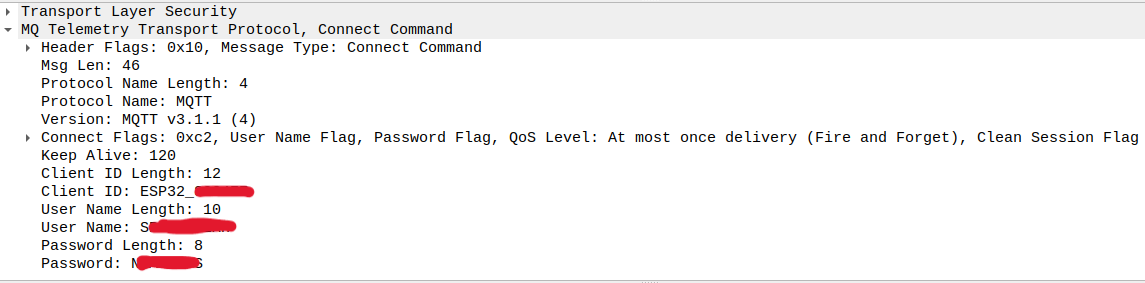 Transport Layer Security
MQ Telemetry Transport Protocol, Connect Command
Header Flags: 0x10, Message Type: Connect Command
Msg Len: 46
Protocol Name Length: 4
Protocol Name: MQTT
Version: MQTT v3.1.1 (4)
Connect Flags: 0xc2, User Name Flag, Password Flag, QoS Level: At most once delivery (Fire and Forget), Clean Session Flag
Keep Alive: 120
Client ID Length: 12
Client ID: ESP32_
User Name Length: 10
User Name:
Password Length: 8
Password: